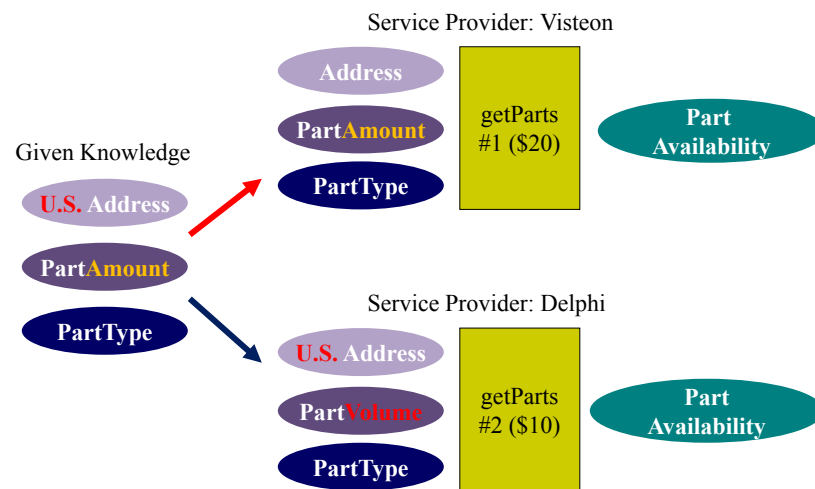 Service Provider: Visteon
Address
PartAmount
PartType
getParts
#1 ($20)
Part
Availability
Given Knowledge
U.S. Address
PartAmount
PartType
Service Provider: Delphi
U.S. Address
PartVolume
PartType
getParts
#2 ($10)
Part
Availability